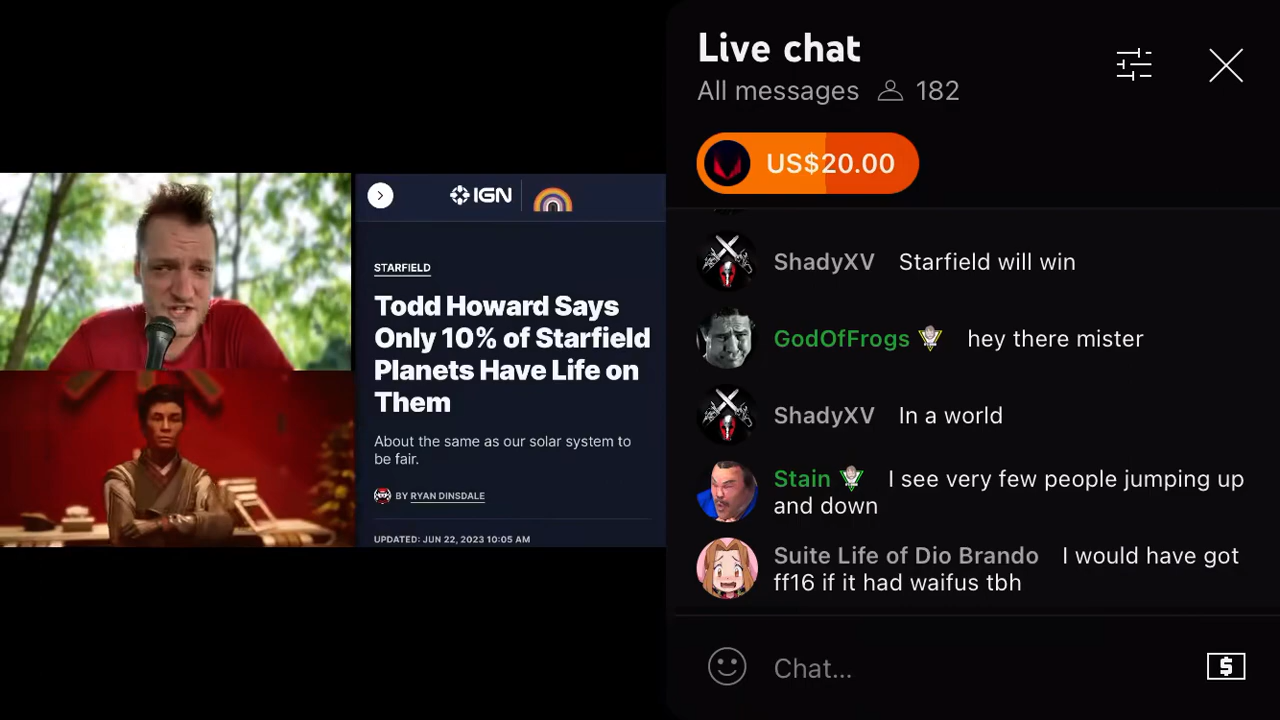 IGN
STARFIELD
Todd Howard Says
Only 10% of Starfield
Planets Have Life on
Them
About the same as our solar system to
be fair.
BY RYAN DINSDALE
UPDATED: JUN 22, 2023 10:05 AM
Live chat
All messages 182
US$20.00
ShadyXV Starfield will win
GodOfFrogs hey there mister
ShadyXV In a world
Stain I see very few people jumping up
and down
Suite Life of Dio Brando I would have got
ff16 if it had waifus tbh
Chat...